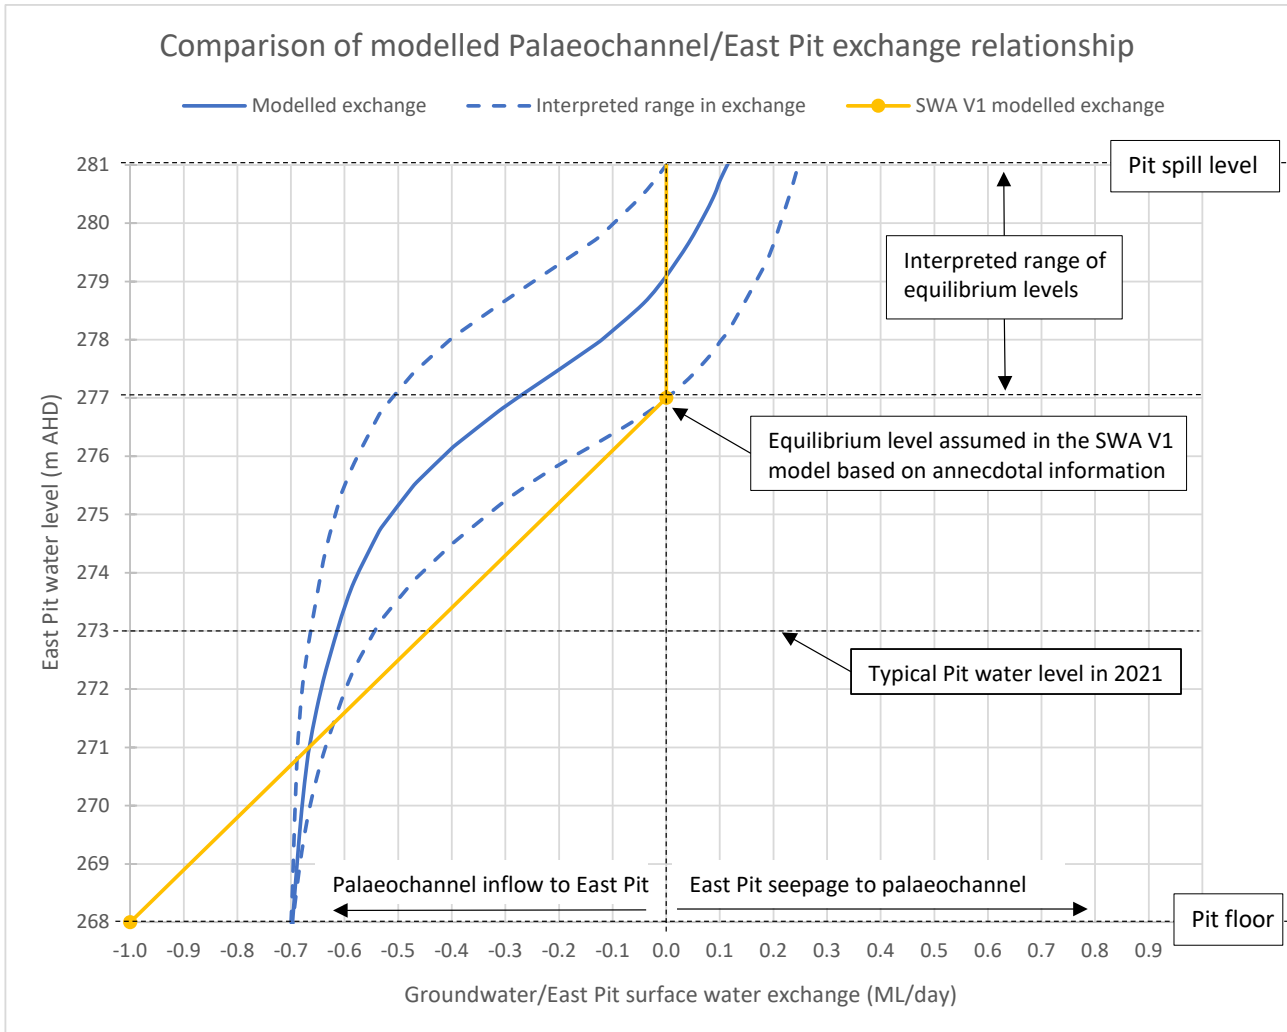 Comparison of modelled Palaeochannel/East Pit exchange relationship
Modelled exchange
Interpreted range in exchange
SWA V1 modelled exchange
281
280
279
278
277
276
275
274
273
272
271
270
269
268
East Pit water level (m AHD)
Pit spill level
Interpreted range of
equilibrium levels
Equilibrium level assumed in the SWA V1
model based on annecdotal information
Typical Pit water level in 2021
Palaeochannel inflow to East Pit
East Pit seepage to palaeochannel
Pit floor
-1.0 -0.9 -0.8 -0.7 -0.6 -0.5 -0.4 -0.3 -0.2 -0.1 0.0 0.1 0.2 0.3 0.4 0.5 0.6 0.7 0.8 0.9
Groundwater/East Pit surface water exchange (ML/day)